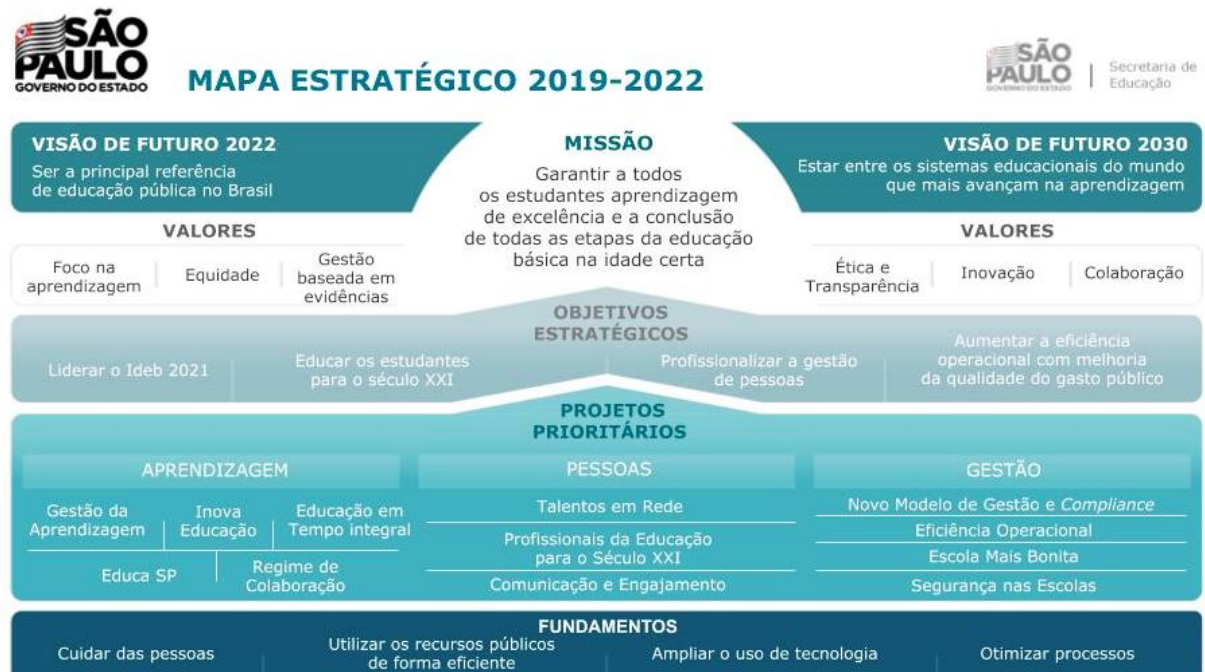 SÃO
PAULO
GOVERNO DO ESTADO
MAPA ESTRATÉGICO 2019-2022
SÃO
PAULO
GOVERNO DO ESTADO
Secretaria de
Educação
VISÃO DE FUTURO 2022
Ser a principal referência
de educação pública no Brasil
MISSÃO
Garantir a todos
os estudantes aprendizagem
de excelência e a conclusão
de todas as etapas da educação
básica na idade certa
VISÃO DE FUTURO 2030
Estar entre os sistemas educacionais do mundo
que mais avançam na aprendizagem
VALORES
Foco na
aprendizagem
Equidade
Gestão
baseada em
evidências
VALORES
Ética e
Transparência
Inovação
Colaboração
OBJETIVOS
ESTRATÉGICOS
Liderar o Ideb 2021
Educar os estudantes
para o século XXI
Profissionalizar a gestão
de pessoas
Aumentar a eficiência
operacional com melhoria
da qualidade do gasto público
PROJETOS
PRIORITÁRIOS
APRENDIZAGEM
Gestão da
Aprendizagem
Inova
Educação
Educação em
Tempo integral
Educa SP
Regime de
Colaboração
PESSOAS
Talentos em Rede
Profissionais da Educação
para o Século XXI
Comunicação e Engajamento
GESTÃO
Novo Modelo de Gestão e Compliance
Eficiência Operacional
Escola Mais Bonita
Segurança nas Escolas
FUNDAMENTOS
Cuidar das pessoas
Utilizar os recursos públicos
de forma eficiente
Ampliar o uso de tecnologia
Otimizar processos